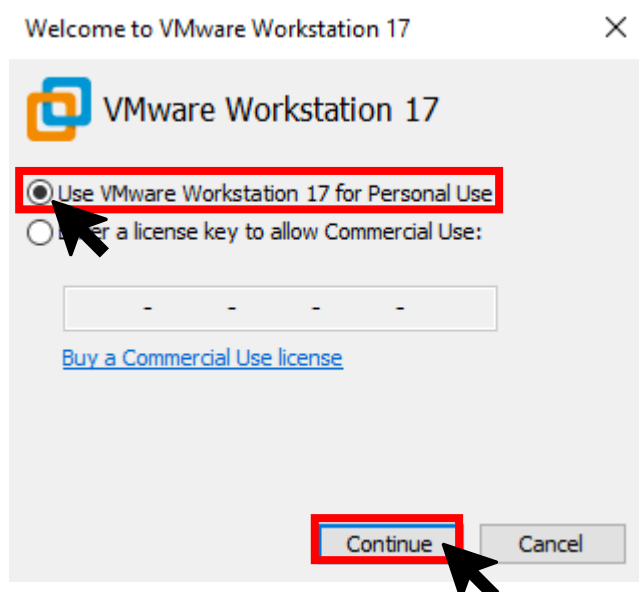 Welcome to VMware Workstation 17
VMware Workstation 17
Use VMware Workstation 17 for Personal Use
a license key to allow Commercial Use:
- - - -
Buy a Commercial Use license
Continue
Cancel